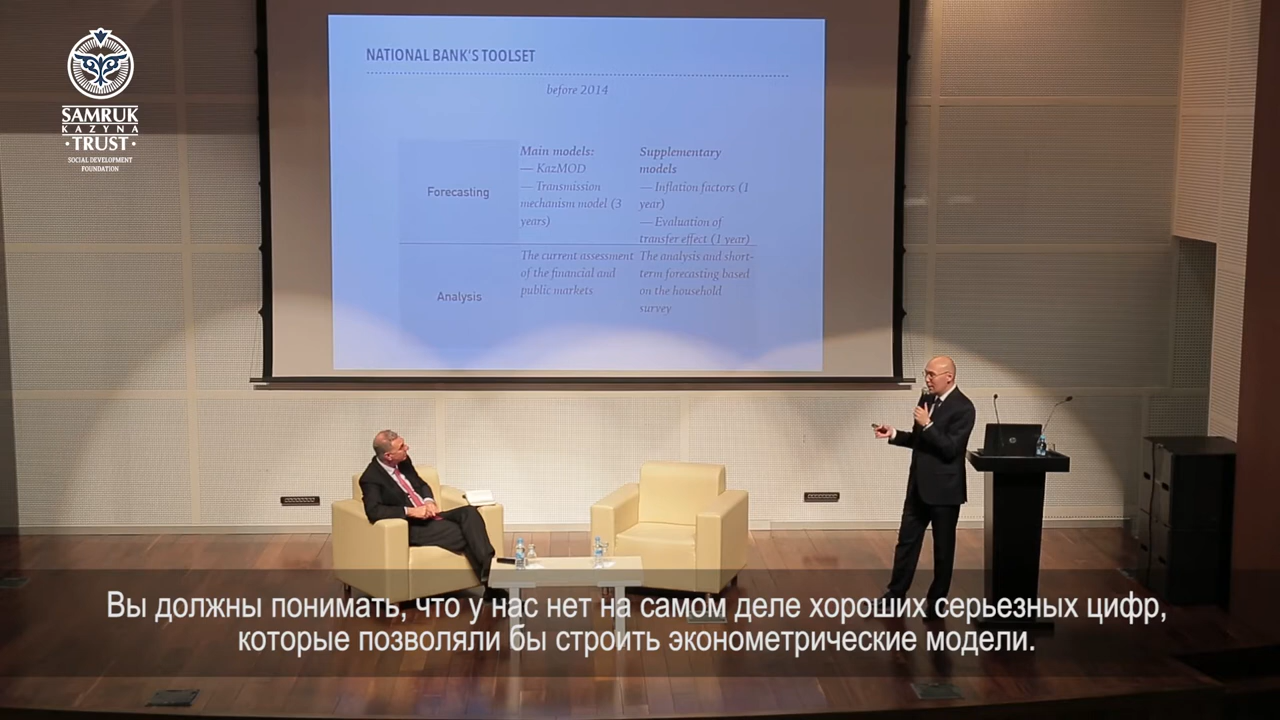 SAMRUK
KAZYNA
·TRUST·
SOCIAL DEVELOPMENT
FOUNDATION
NATIONAL BANK'S TOOLSET
before 2014
Forecasting
Main models:
— KazMOD
— Transmission
mechanism model (3
years)
Supplementary
models
— Inflation factors (1
year)
— Evaluation of
transfer effect (1 year)
Analysis
The current assessment
of the financial and
public markets
The analysis and short-
term forecasting based
on the household
survey
Вы должны понимать, что у нас нет на самом деле хороших серьезных цифр,
которые позволяли бы строить эконометрические модели.